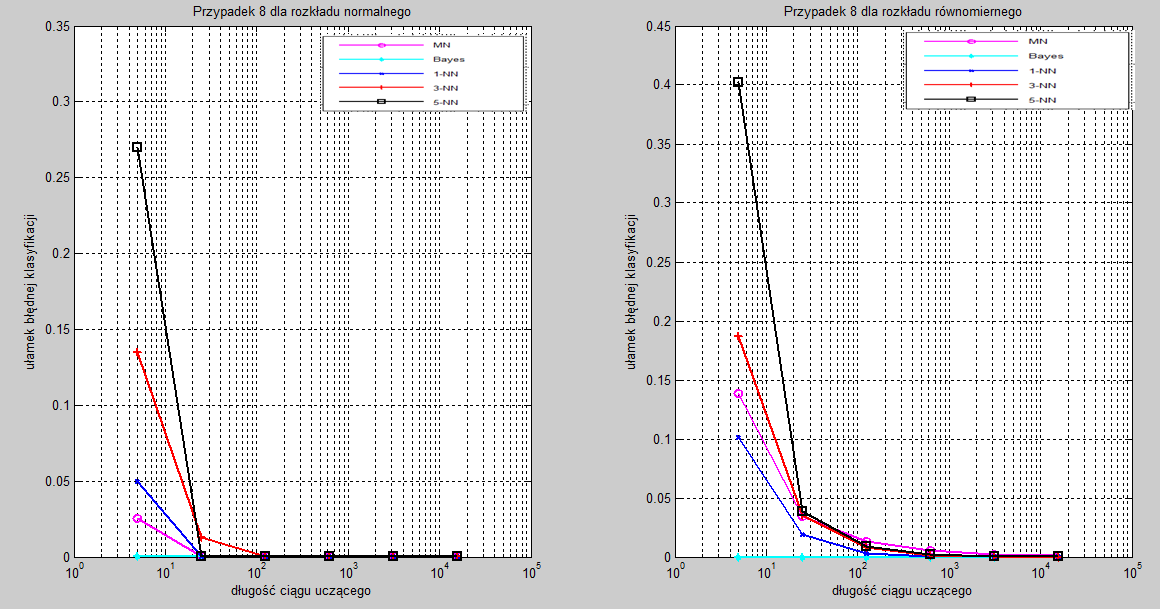 Przypadek 8 dla rozkładu normalnego
0.35
0.3
0.25
0.2
0.15
0.1
0.05
0
ułamek błędnej klasyfikacji
MN
Bayes
1-NN
3-NN
5-NN
10^0 10^1 10^2 10^3 10^4 10^5
długość ciągu uczącego
Przypadek 8 dla rozkładu równomiernego
0.45
0.4
0.35
0.3
0.25
0.2
0.15
0.1
0.05
0
ułamek błędnej klasyfikacji
MN
Bayes
1-NN
3-NN
5-NN
10^0 10^1 10^2 10^3 10^4 10^5
długość ciągu uczącego